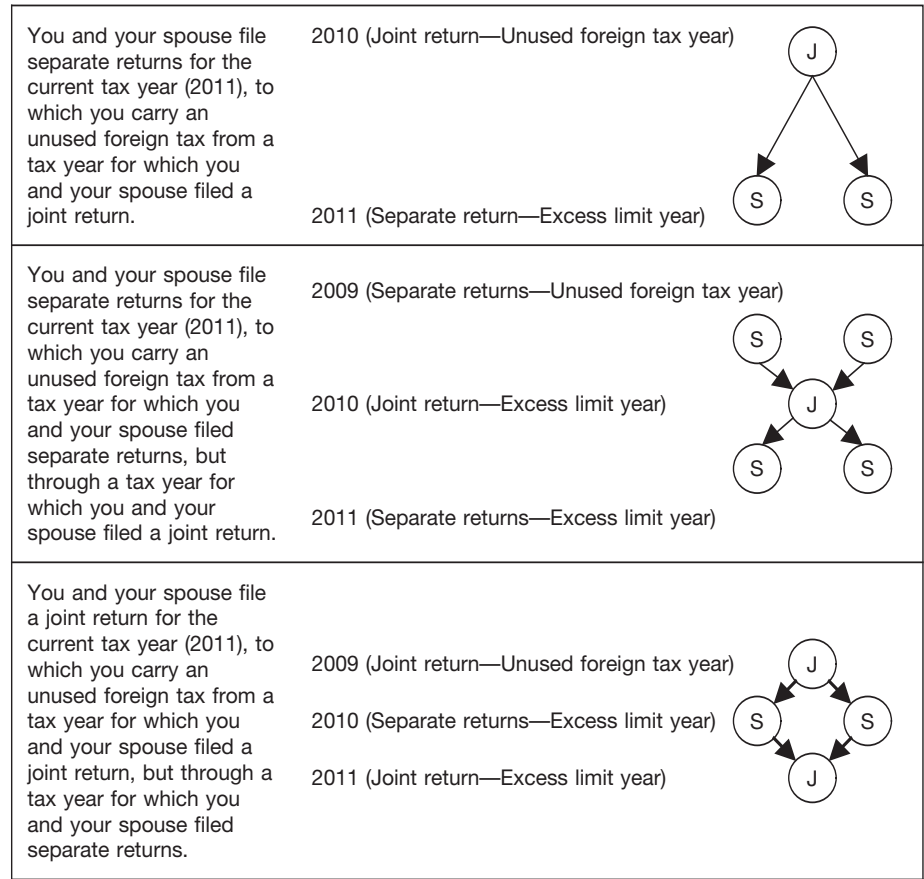 You and your spouse file
separate returns for the
current tax year (2011), to
which you carry an
unused foreign tax from a
tax year for which you
and your spouse filed a
joint return.
2010 (Joint return—Unused foreign tax year)
J
2011 (Separate return—Excess limit year)
S S
You and your spouse file
separate returns for the
current tax year (2011), to
which you carry an
unused foreign tax from a
tax year for which you
and your spouse filed
separate returns, but
through a tax year for
which you and your
spouse filed a joint return.
2009 (Separate returns—Unused foreign tax year)
S S
2010 (Joint return—Excess limit year)
J
S S
2011 (Separate returns—Excess limit year)
You and your spouse file
a joint return for the
current tax year (2011), to
which you carry an
unused foreign tax from a
tax year for which you
and your spouse filed a
joint return, but through a
tax year for which you
and your spouse filed
separate returns.
2009 (Joint return—Unused foreign tax year)
J
2010 (Separate returns—Excess limit year)
S S
2011 (Joint return—Excess limit year)
J